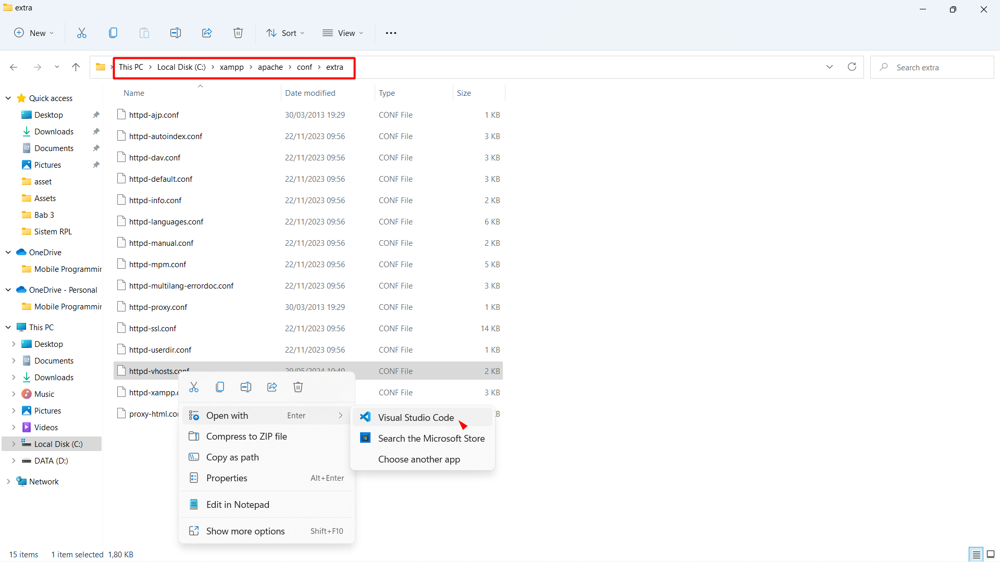 extra
New
Sort
View
This PC > Local Disk (C:) > xampp > apache > conf > extra
Search extra
Name Date modified Type Size
Quick access
Desktop
Downloads
Documents
Pictures
asset
Assets
Bab 3
Sistem RPL
OneDrive
Mobile Programmin
OneDrive - Personal
Mobile Programmin
This PC
Desktop
Documents
Downloads
Music
Pictures
Videos
Local Disk (C:)
DATA (D:)
Network
httpd-ajp.conf 30/03/2013 19:29 CONF File 1 KB
httpd-autoindex.conf 22/11/2023 09:56 CONF File 3 KB
httpd-dav.conf 22/11/2023 09:56 CONF File 3 KB
httpd-default.conf 22/11/2023 09:56 CONF File 3 KB
httpd-info.conf 22/11/2023 09:56 CONF File 2 KB
httpd-languages.conf 22/11/2023 09:56 CONF File 6 KB
httpd-manual.conf 22/11/2023 09:56 CONF File 2 KB
httpd-mpm.conf 22/11/2023 09:56 CONF File 5 KB
httpd-multilang-errordoc.conf 22/11/2023 09:56 CONF File 3 KB
httpd-proxy.conf 30/03/2013 19:29 CONF File 1 KB
httpd-ssl.conf 22/11/2023 09:56 CONF File 14 KB
httpd-userdir.conf 22/11/2023 09:56 CONF File 1 KB
httpd-vhosts.conf 29/05/2024 10:40 CONF File 2 KB
httpd-xampp.c CONF File 3 KB
proxy-html.con B
Open with Enter
Compress to ZIP file
Copy as path
Properties Alt+Enter
Edit in Notepad
Show more options Shift+F10
Visual Studio Code
Search the Microsoft Store
Choose another app
15 items 1 item selected 1,80 KB